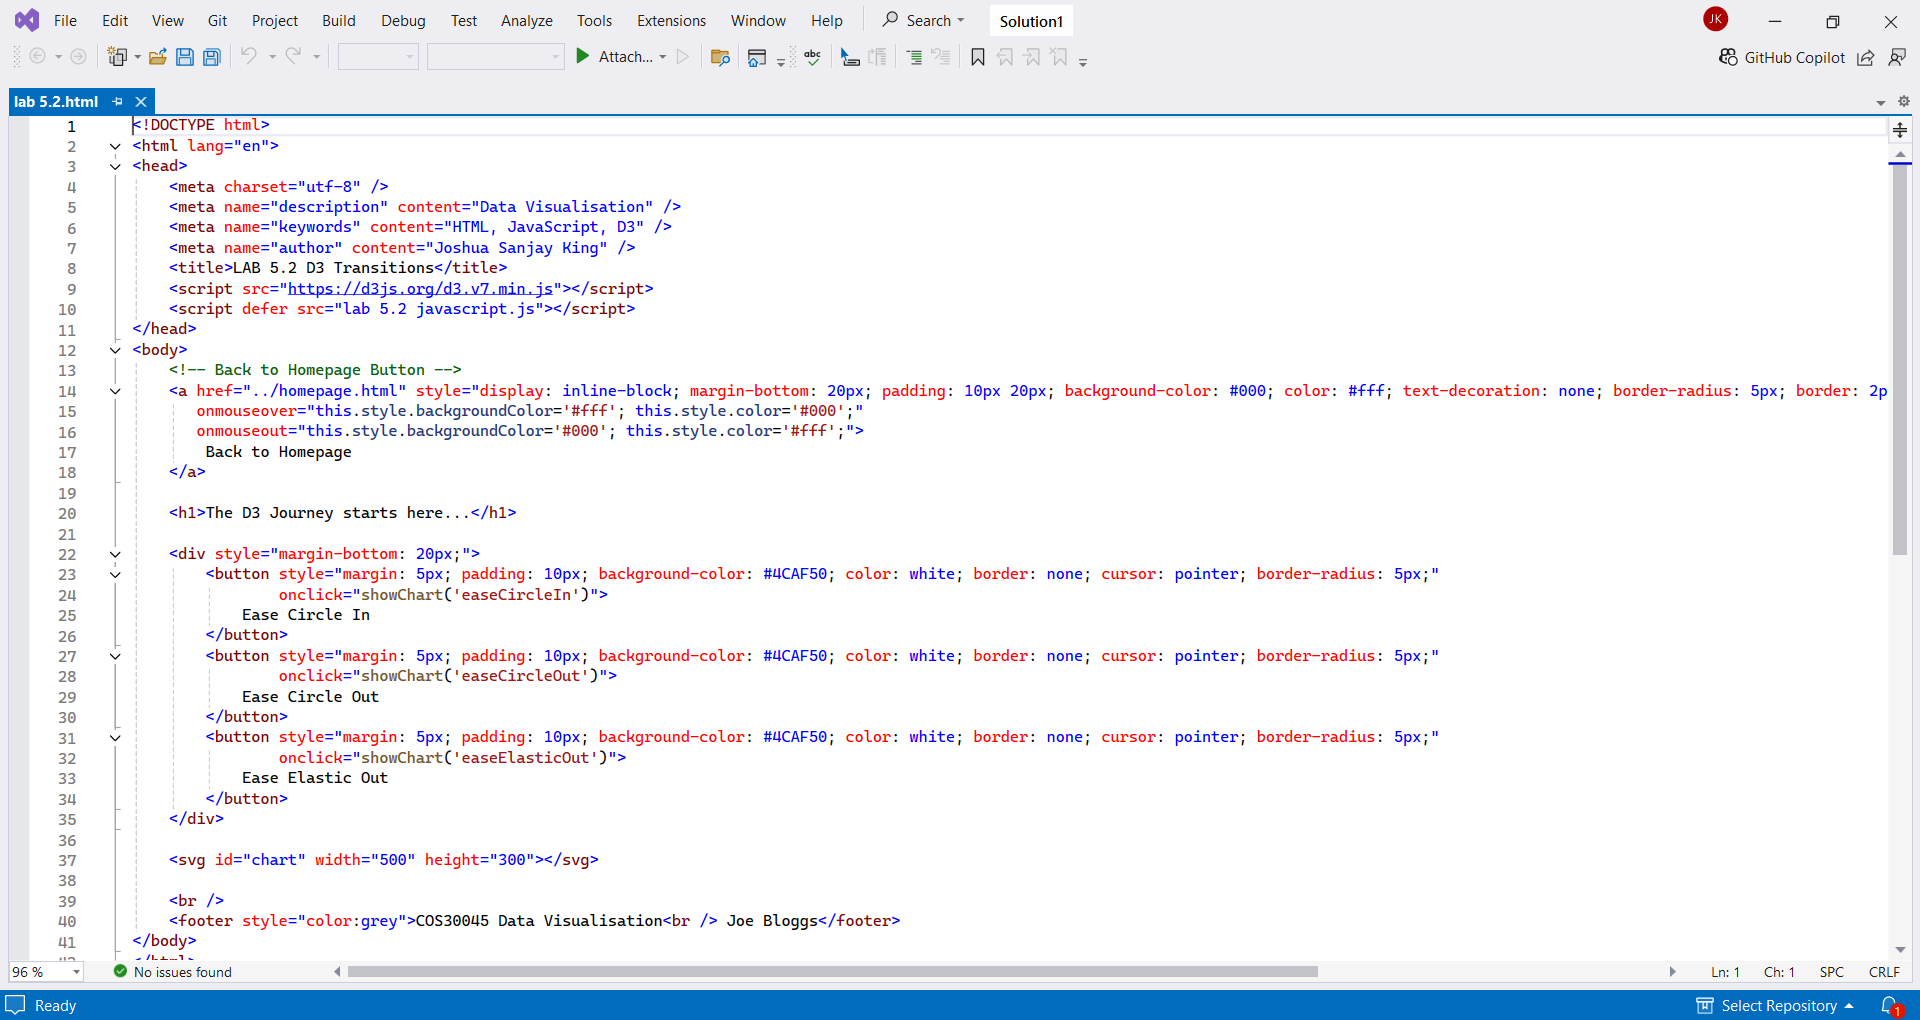 File Edit View Git Project Build Debug Test Analyze Tools Extensions Window Help Search Solution1 JK
Attach... abc GitHub Copilot
lab 5.2.html
1 <!DOCTYPE html>
2 <html lang="en">
3 <head>
4 <meta charset="utf-8" />
5 <meta name="description" content="Data Visualisation" />
6 <meta name="keywords" content="HTML, JavaScript, D3" />
7 <meta name="author" content="Joshua Sanjay King" />
8 <title>LAB 5.2 D3 Transitions</title>
9 <script src="https://d3js.org/d3.v7.min.js"></script>
10 <script defer src="lab 5.2 javascript.js"></script>
11 </head>
12 <body>
13 <!-- Back to Homepage Button -->
14 <a href="../homepage.html" style="display: inline-block; margin-bottom: 20px; padding: 10px 20px; background-color: #000; color: #fff; text-decoration: none; border-radius: 5px; border: 2p
15 onmouseover="this.style.backgroundColor='#fff'; this.style.color='#000';"
16 onmouseout="this.style.backgroundColor='#000'; this.style.color='#fff';">
17 Back to Homepage
18 </a>
19
20 <h1>The D3 Journey starts here...</h1>
21
22 <div style="margin-bottom: 20px;">
23 <button style="margin: 5px; padding: 10px; background-color: #4CAF50; color: white; border: none; cursor: pointer; border-radius: 5px;"
24 onclick="showChart('easeCircleIn')">
25 Ease Circle In
26 </button>
27 <button style="margin: 5px; padding: 10px; background-color: #4CAF50; color: white; border: none; cursor: pointer; border-radius: 5px;"
28 onclick="showChart('easeCircleOut')">
29 Ease Circle Out
30 </button>
31 <button style="margin: 5px; padding: 10px; background-color: #4CAF50; color: white; border: none; cursor: pointer; border-radius: 5px;"
32 onclick="showChart('easeElasticOut')">
33 Ease Elastic Out
34 </button>
35 </div>
36
37 <svg id="chart" width="500" height="300"></svg>
38
39 <br />
40 <footer style="color:grey">COS30045 Data Visualisation<br /> Joe Bloggs</footer>
41 </body>
96 % No issues found Ln: 1 Ch: 1 SPC CRLF
Ready Select Repository 1